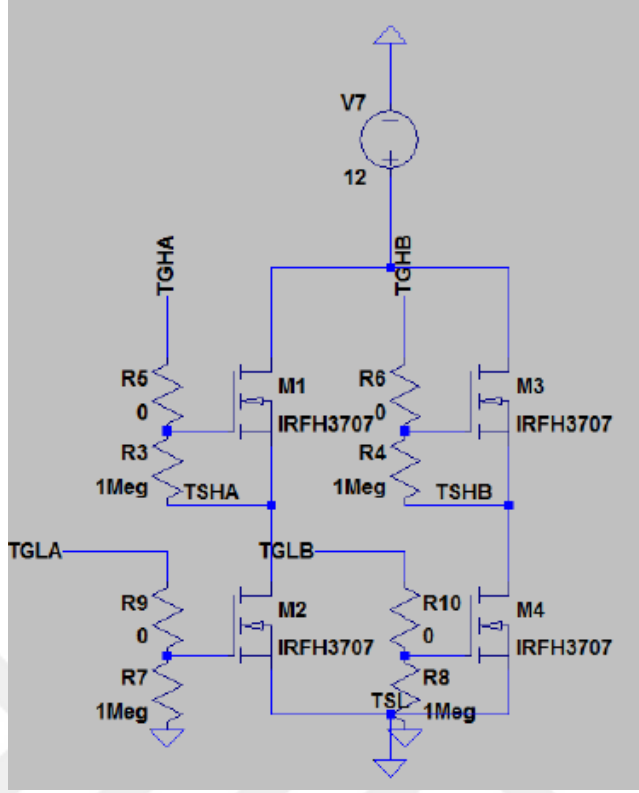 V7
12
TGHA
TGHB
R5
0
M1
IRFH3707
R6
0
M3
IRFH3707
R3
1Meg
TSHA
R4
1Meg
TSHB
TGLA
TGLB
R9
0
M2
IRFH3707
R10
0
M4
IRFH3707
R7
1Meg
TSL
R8
1Meg